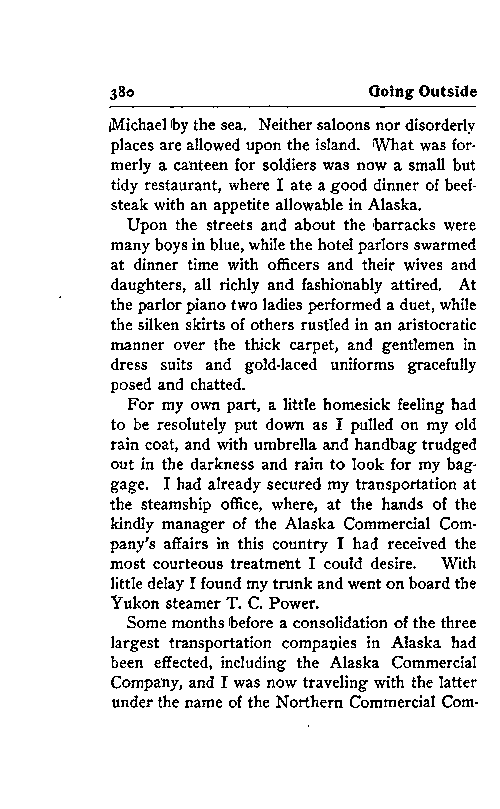 380 Going Outside
Michael by the sea. Neither saloons nor disorderly
places are allowed upon the island. What was for-
merly a canteen for soldiers was now a small but
tidy restaurant, where I ate a good dinner of beef-
steak with an appetite allowable in Alaska.
Upon the streets and about the barracks were
many boys in blue, while the hotel parlors swarmed
at dinner time with officers and their wives and
daughters, all richly and fashionably attired. At
the parlor piano two ladies performed a duet, while
the silken skirts of others rustled in an aristocratic
manner over the thick carpet, and gentlemen in
dress suits and gold-laced uniforms gracefully
posed and chatted.
For my own part, a little homesick feeling had
to be resolutely put down as I pulled on my old
rain coat, and with umbrella and handbag trudged
out in the darkness and rain to look for my bag-
gage. I had already secured my transportation at
the steamship office, where, at the hands of the
kindly manager of the Alaska Commercial Com-
pany's affairs in this country I had received the
most courteous treatment I could desire. With
little delay I found my trunk and went on board the
Yukon steamer T. C. Power.
Some months before a consolidation of the three
largest transportation companies in Alaska had
been effected, including the Alaska Commercial
Company, and I was now traveling with the latter
under the name of the Northern Commercial Com-